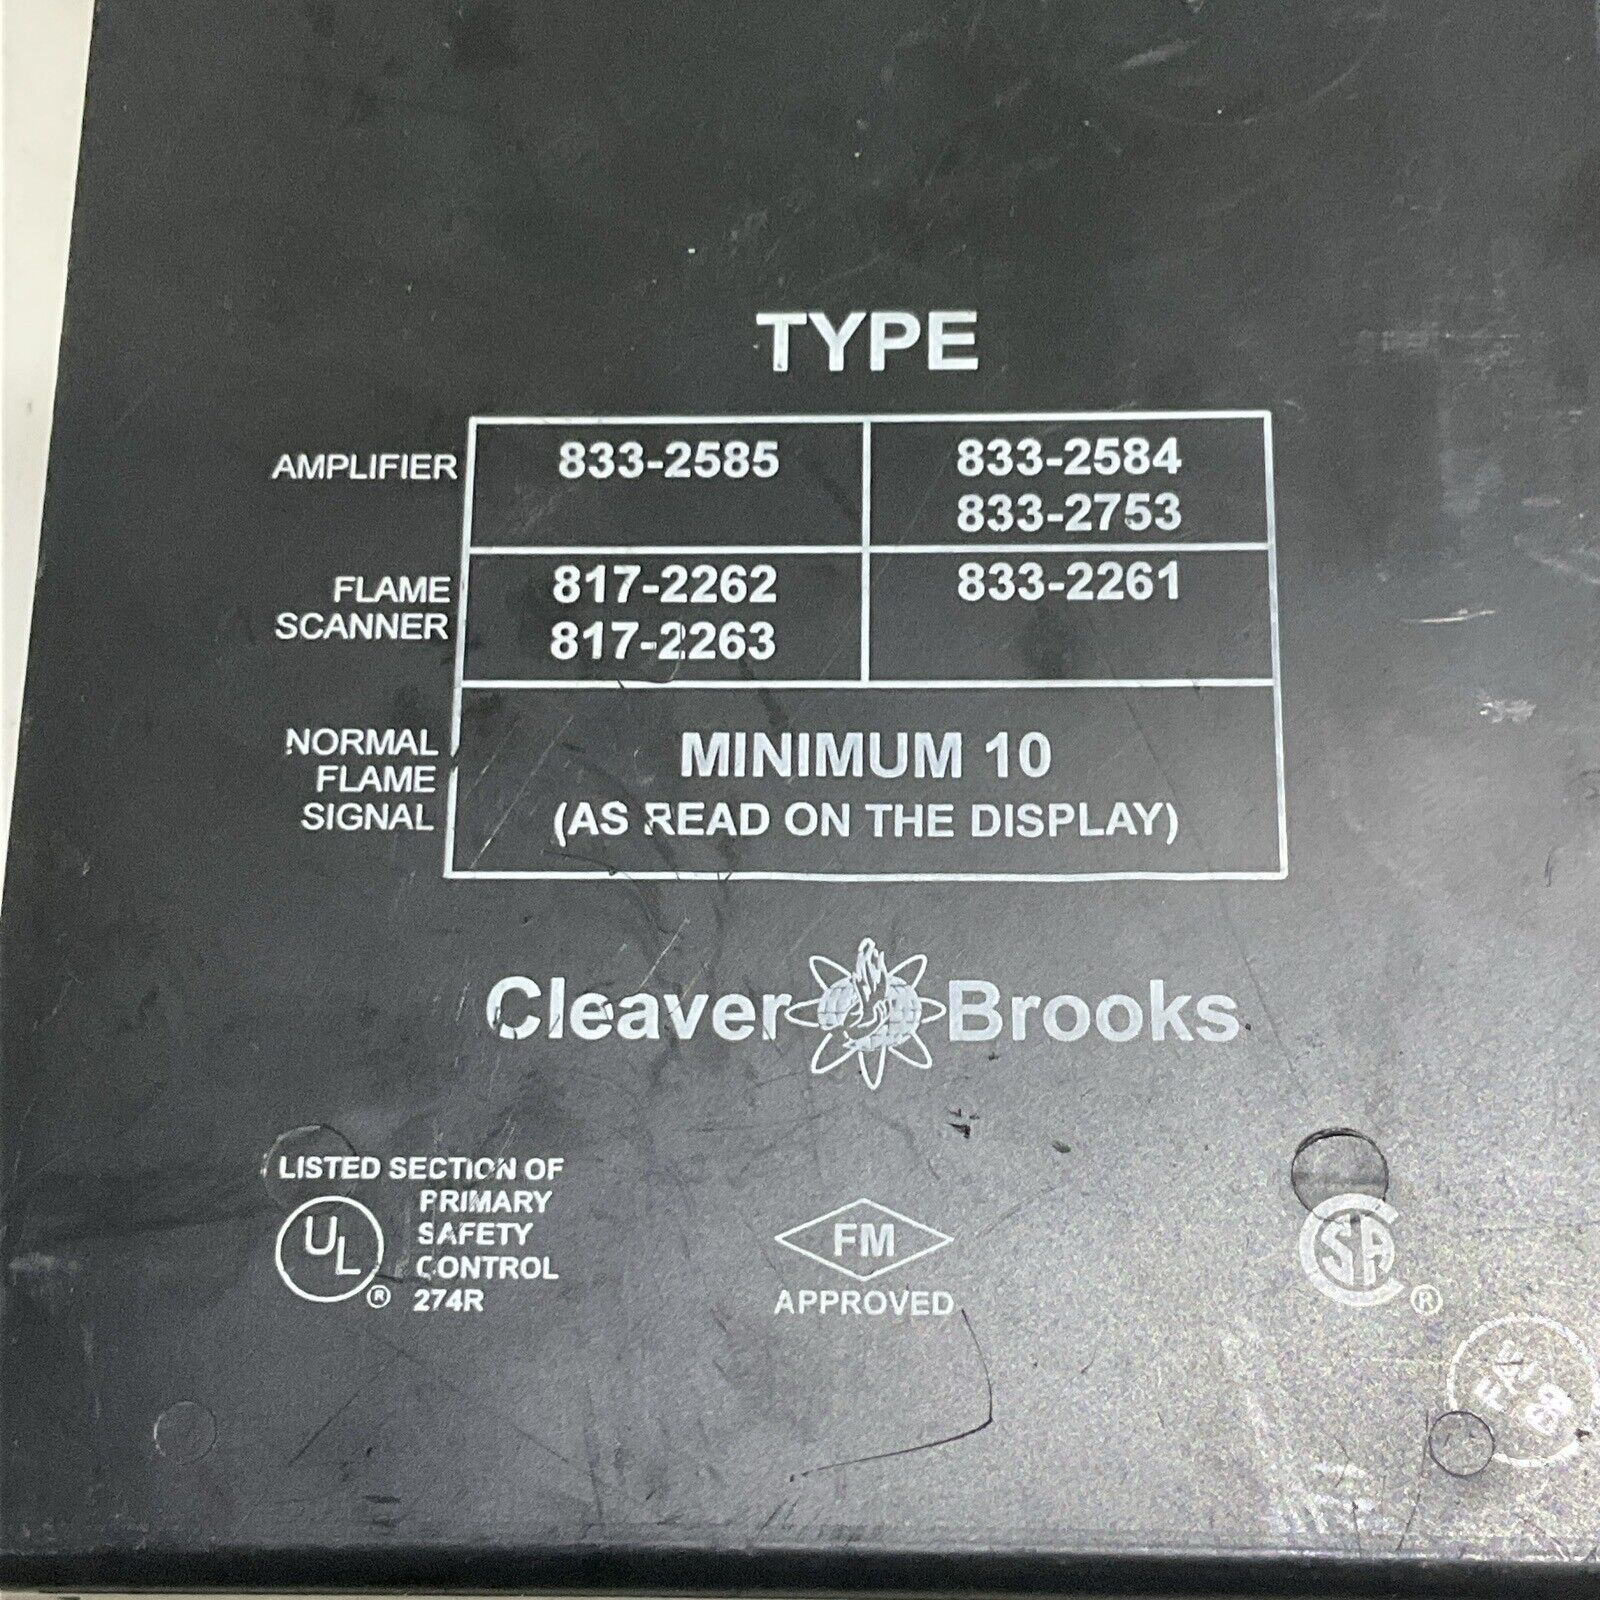 TYPE
AMPLIFIER 833-2585 833-2584
833-2753
FLAME SCANNER 817-2262 833-2261
817-2263
NORMAL FLAME SIGNAL MINIMUM 10
(AS READ ON THE DISPLAY)
Cleaver Brooks
LISTED SECTION OF
PRIMARY
SAFETY
CONTROL
274R
UL ®
FM
APPROVED
SA ®